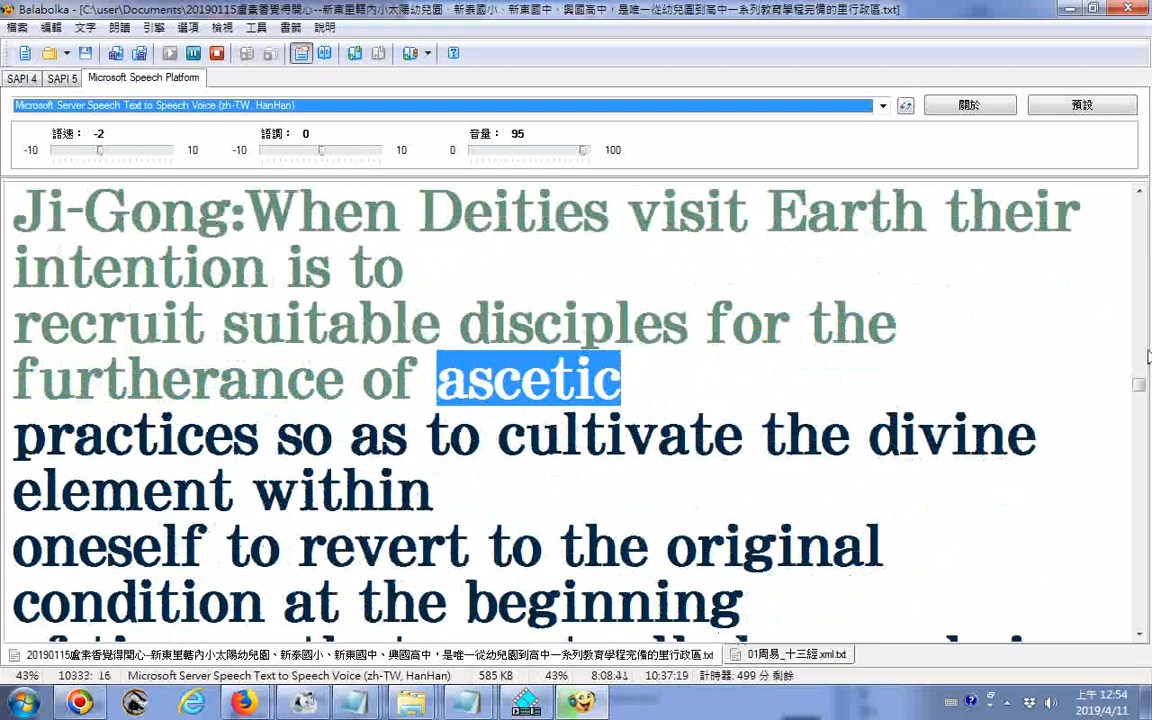 Balabolka - [C:\user\Documents\20190115盧素香覺得開心--新東里轄內小太陽幼兒園、新泰國小、新東國中、興國高中，是唯一從幼兒園到高中一系列教育學程完備的里行政區.txt]
檔案 編輯 文字 朗讀 引擎 選項 檢視 工具 書籤 說明
SAPI 4 SAPI 5 Microsoft Speech Platform
Microsoft Server Speech Text to Speech Voice (zh-TW, HanHan) 關於 預設
語速： -2 語調： 0 音量： 95
-10 10 -10 10 0 100
Ji-Gong:When Deities visit Earth their
intention is to
recruit suitable disciples for the
furtherance of ascetic
practices so as to cultivate the divine
element within
oneself to revert to the original
condition at the beginning
20190115盧素香覺得開心--新東里轄內小太陽幼兒園、新泰國小、新東國中、興國高中，是唯一從幼兒園到高中一系列教育學程完備的里行政區.txt 01周易_十三經.xml.txt
43% 10332: 16 Microsoft Server Speech Text to Speech Voice (zh-TW, HanHan) 585 KB 43% 8:08:41 10:37:19 計時器: 499 分 剩餘
上午 12:54
2019/4/11